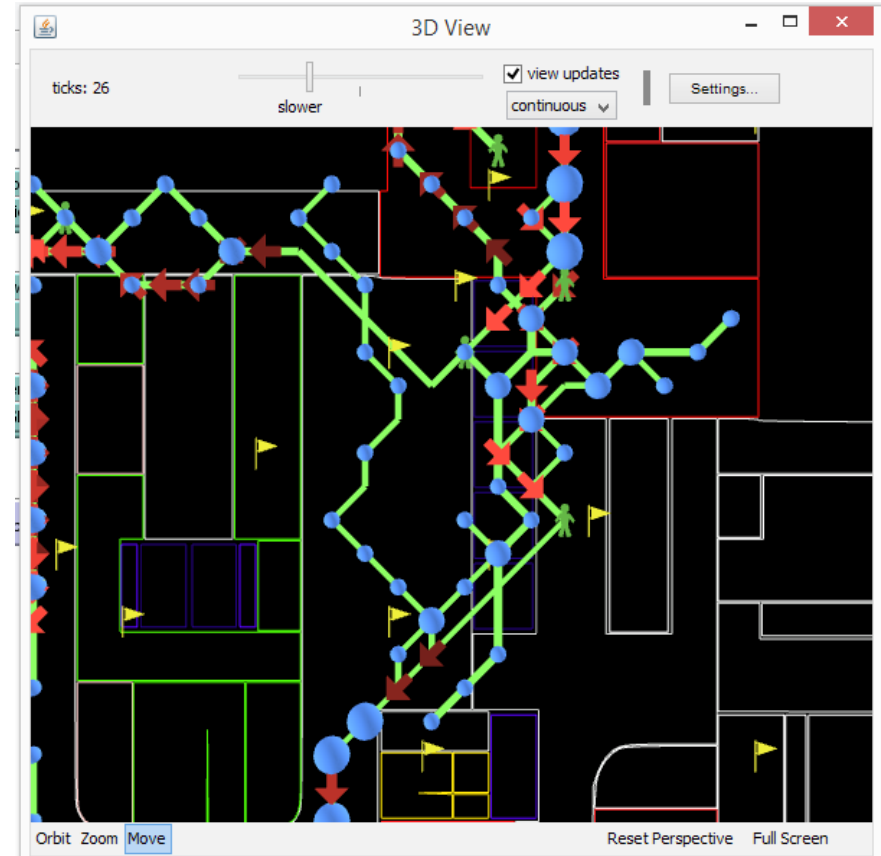 3D View
ticks: 26
slower
view updates
continuous
Settings...
Orbit Zoom Move
Reset Perspective Full Screen